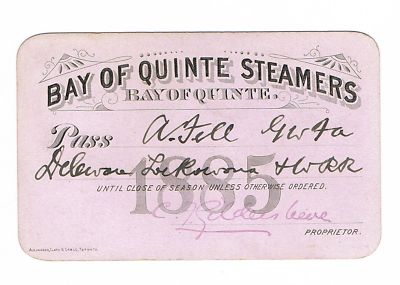 BAY OF QUINTE STEAMERS
BAY OF QUINTE.
Pass A. Fell G W F A
Delaware Lackawana & W RR
1885
UNTIL CLOSE OF SEASON UNLESS OTHERWISE ORDERED.
PROPRIETOR.